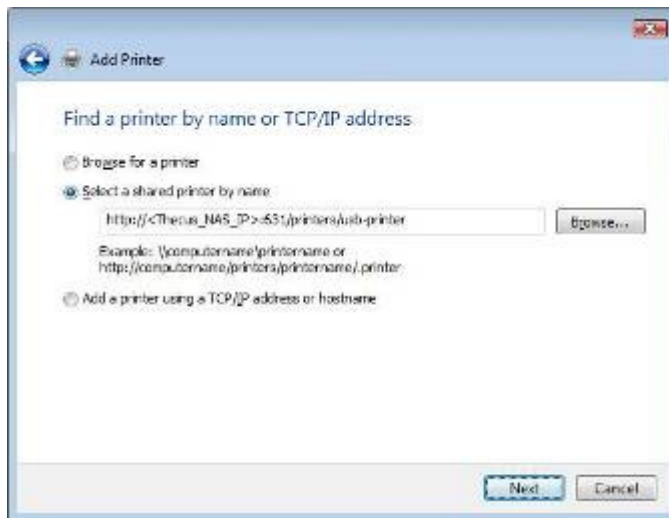 Add Printer
Find a printer by name or TCP/IP address
Browse for a printer
Select a shared printer by name
http://<Thecus_NAS_IP>:631/printers/usb-printer
Browse...
Example: \\computername\printername or
http://computername/printers/printername/.printer
Add a printer using a TCP/IP address or hostname
Next
Cancel